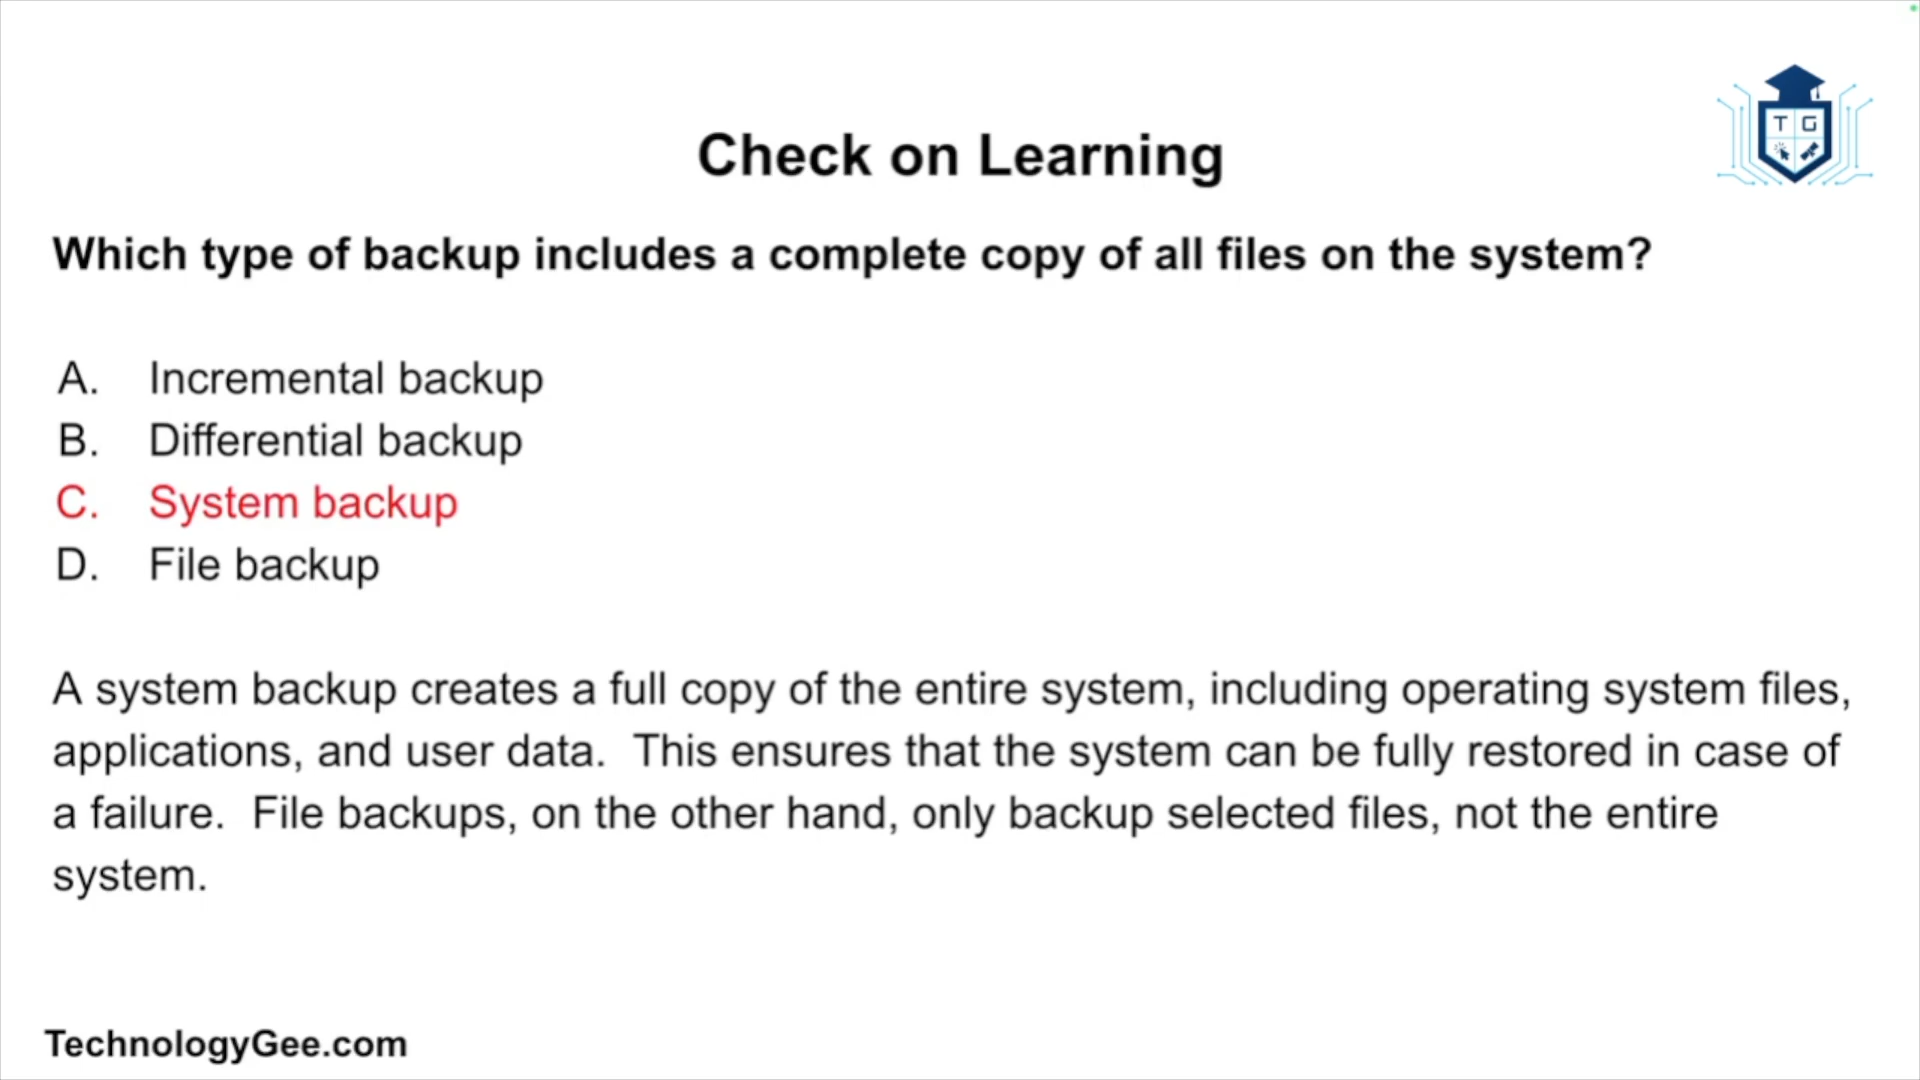 T G
Check on Learning
Which type of backup includes a complete copy of all files on the system?
A. Incremental backup
B. Differential backup
C. System backup
D. File backup
A system backup creates a full copy of the entire system, including operating system files,
applications, and user data.  This ensures that the system can be fully restored in case of
a failure.  File backups, on the other hand, only backup selected files, not the entire
system.
TechnologyGee.com